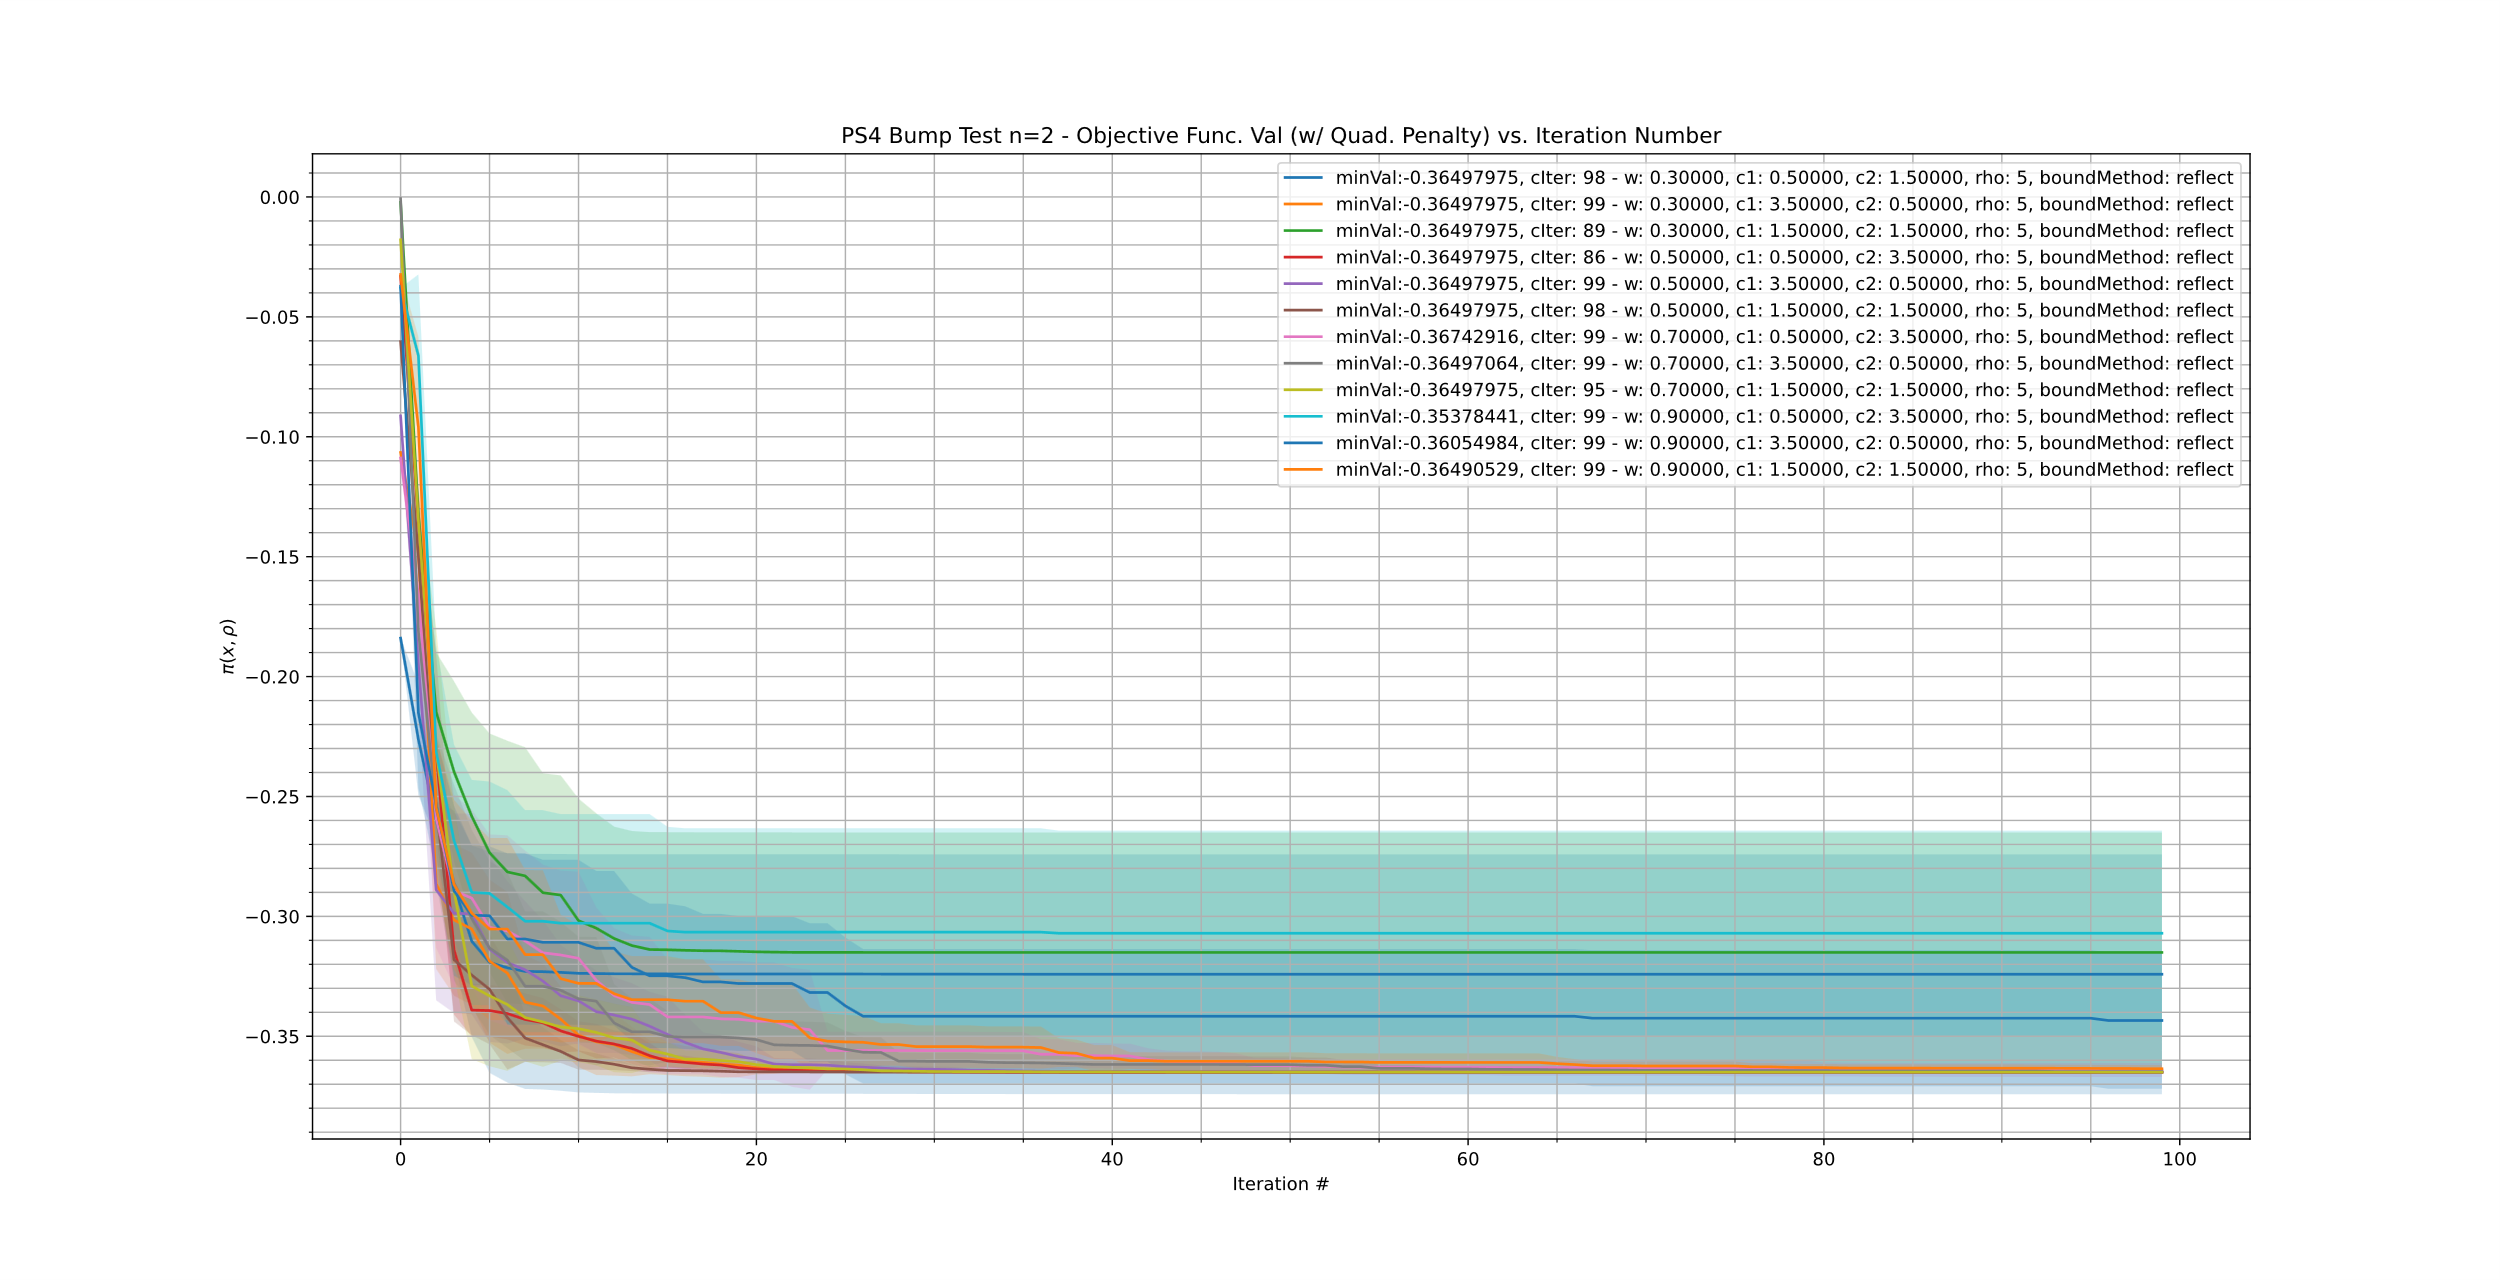 PS4 Bump Test n=2 - Objective Func. Val (w/ Quad. Penalty) vs. Iteration Number
minVal:-0.36497975, cIter: 98 - w: 0.30000, c1: 0.50000, c2: 1.50000, rho: 5, boundMethod: reflect
minVal:-0.36497975, cIter: 99 - w: 0.30000, c1: 3.50000, c2: 0.50000, rho: 5, boundMethod: reflect
minVal:-0.36497975, cIter: 89 - w: 0.30000, c1: 1.50000, c2: 1.50000, rho: 5, boundMethod: reflect
minVal:-0.36497975, cIter: 86 - w: 0.50000, c1: 0.50000, c2: 3.50000, rho: 5, boundMethod: reflect
minVal:-0.36497975, cIter: 99 - w: 0.50000, c1: 3.50000, c2: 0.50000, rho: 5, boundMethod: reflect
minVal:-0.36497975, cIter: 98 - w: 0.50000, c1: 1.50000, c2: 1.50000, rho: 5, boundMethod: reflect
minVal:-0.36742916, cIter: 99 - w: 0.70000, c1: 0.50000, c2: 3.50000, rho: 5, boundMethod: reflect
minVal:-0.36497064, cIter: 99 - w: 0.70000, c1: 3.50000, c2: 0.50000, rho: 5, boundMethod: reflect
minVal:-0.36497975, cIter: 95 - w: 0.70000, c1: 1.50000, c2: 1.50000, rho: 5, boundMethod: reflect
minVal:-0.35378441, cIter: 99 - w: 0.90000, c1: 0.50000, c2: 3.50000, rho: 5, boundMethod: reflect
minVal:-0.36054984, cIter: 99 - w: 0.90000, c1: 3.50000, c2: 0.50000, rho: 5, boundMethod: reflect
minVal:-0.36490529, cIter: 99 - w: 0.90000, c1: 1.50000, c2: 1.50000, rho: 5, boundMethod: reflect
0.00
−0.05
−0.10
−0.15
−0.20
−0.25
−0.30
−0.35
π(x, ρ)
0 20 40 60 80 100
Iteration #